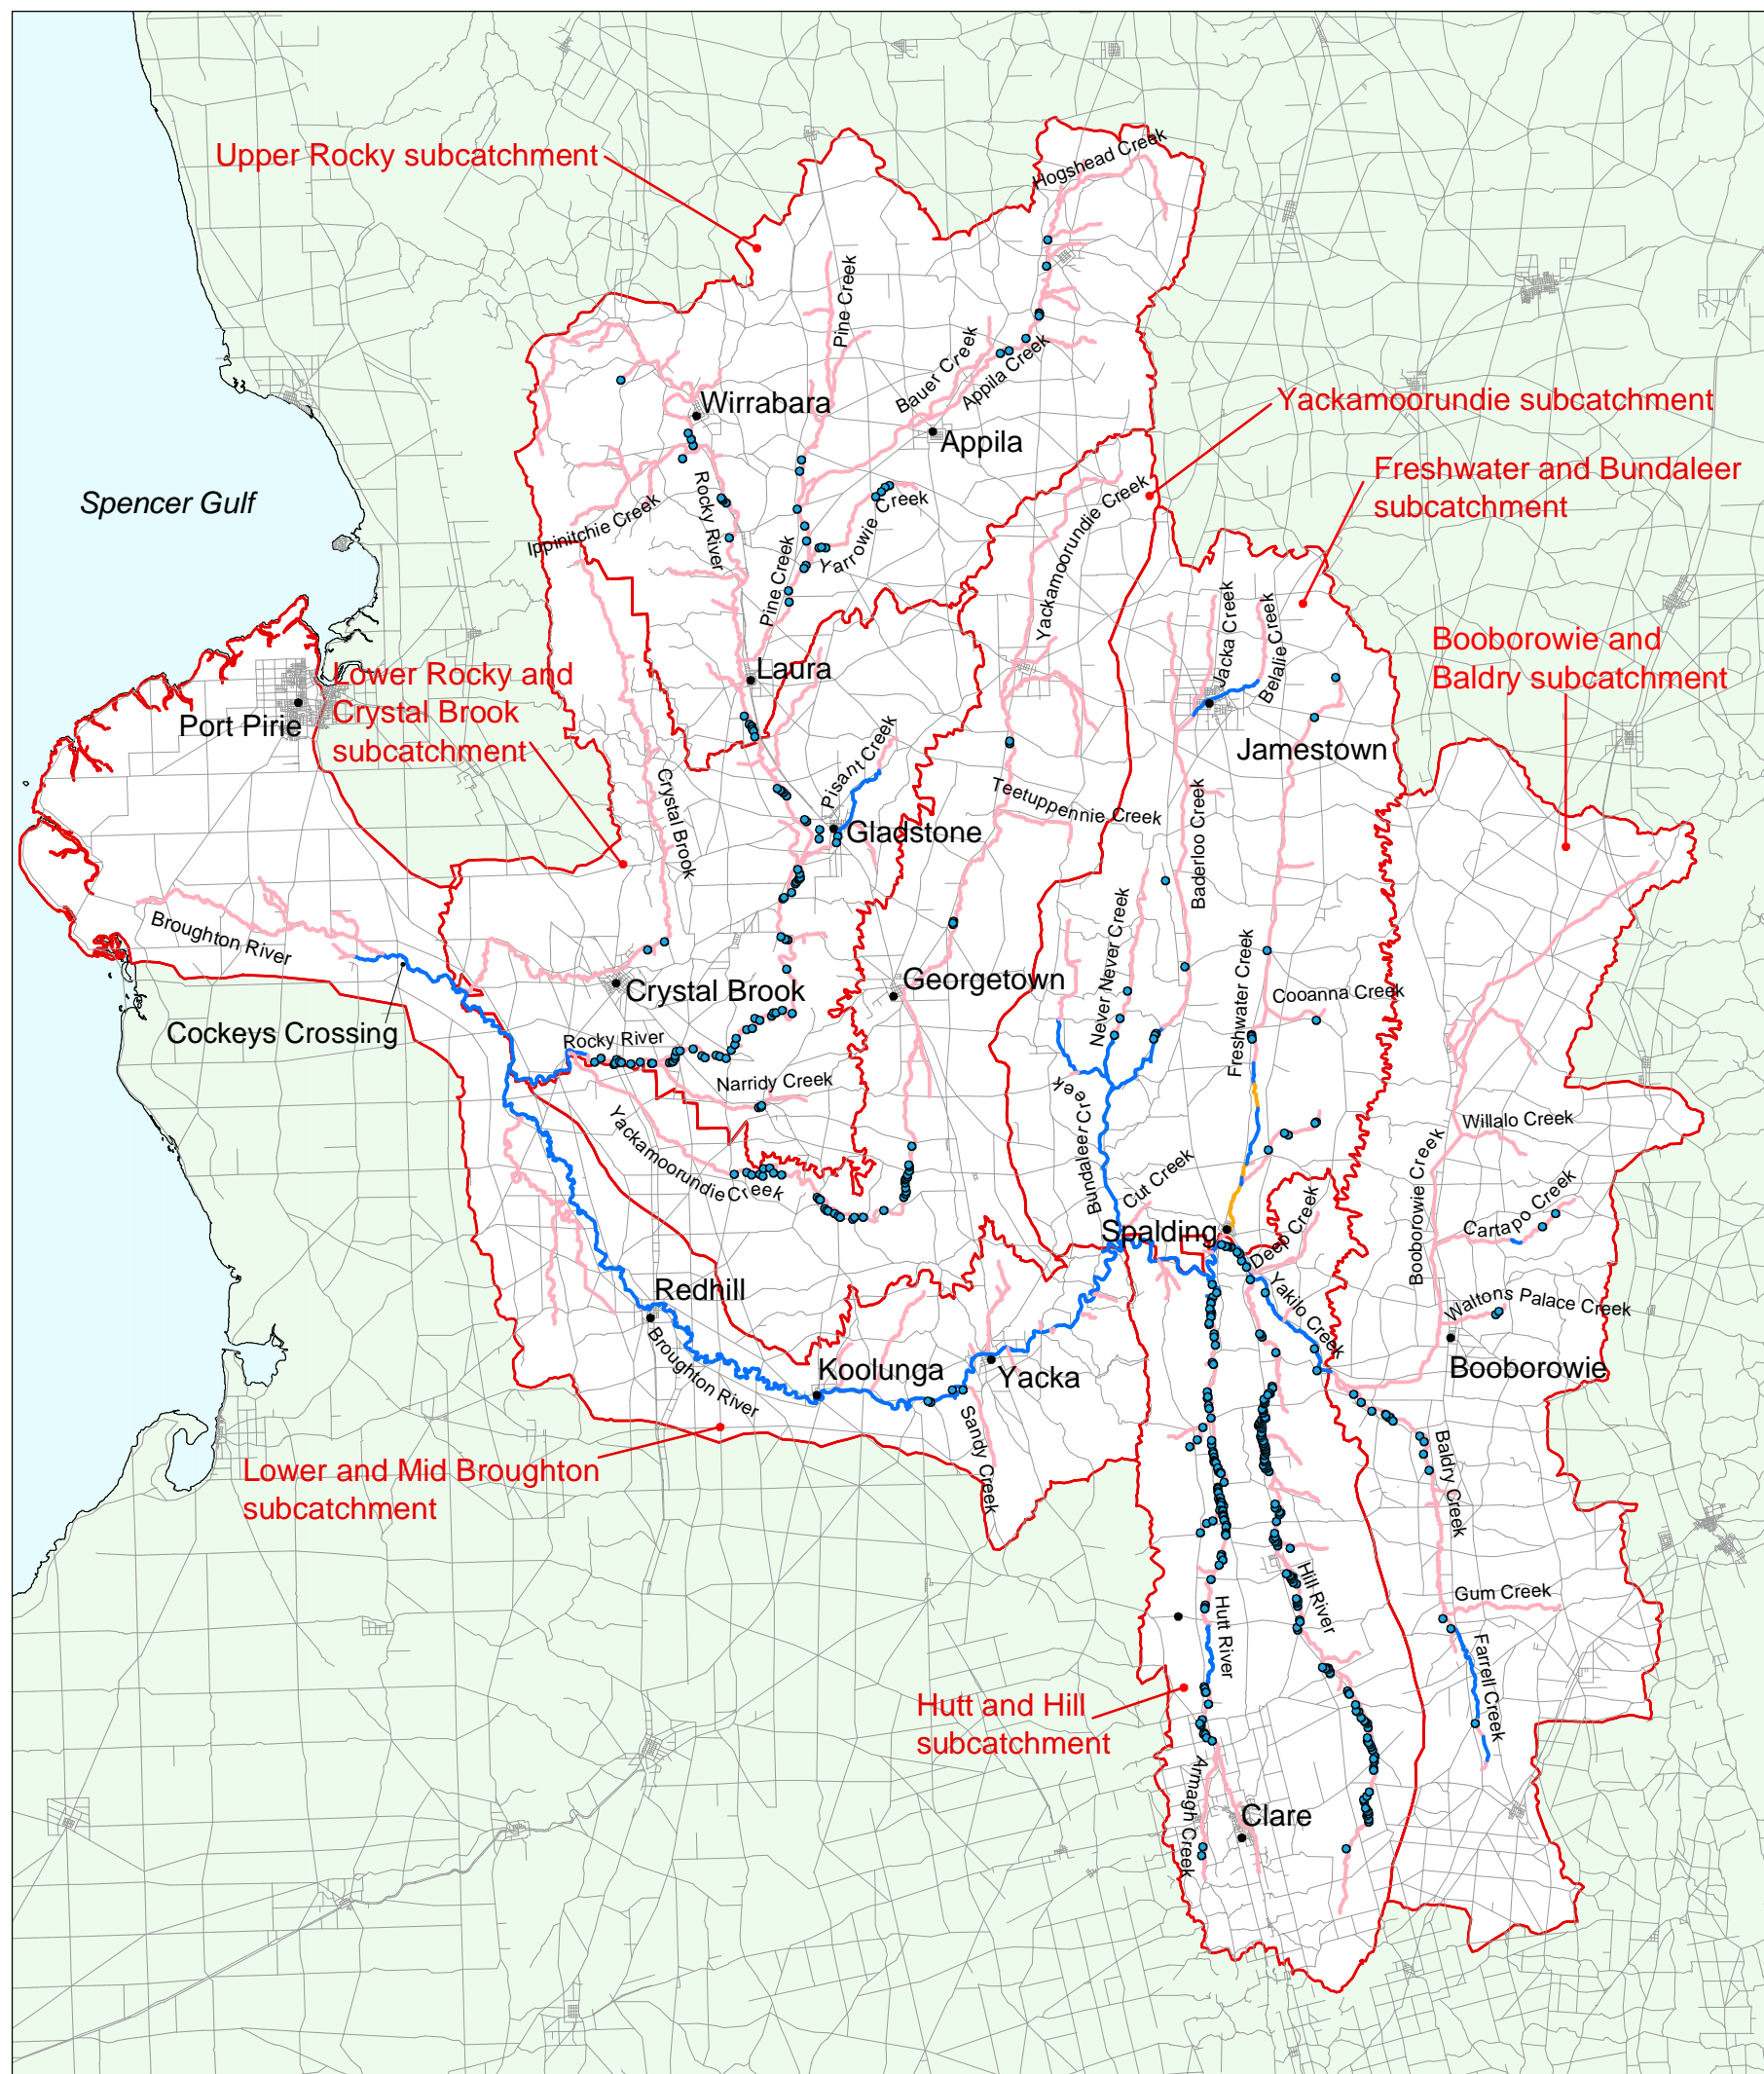 Upper Rocky subcatchment
Hogshead Creek
Pine Creek
Bauer Creek
Appila Creek
Wirrabara
Appila
Yackamoorundie subcatchment
Freshwater and Bundaleer
subcatchment
Spencer Gulf
Ippinitchie Creek
Rocky River
Pine Creek
Yarrowie Creek
Yackamoorundie Creek
Jacka Creek
Belalie Creek
Booborowie and
Baldry subcatchment
Lower Rocky and
Crystal Brook
subcatchment
Port Pirie
Laura
Jamestown
Crystal Brook
Pisant Creek
Gladstone
Teetuppennie Creek
Baderloo Creek
Never Never Creek
Freshwater Creek
Broughton River
Cockeys Crossing
Crystal Brook
Georgetown
Cooanna Creek
Rocky River
Narridy Creek
Yackamoorundie Creek
Bundaleer Creek
Cut Creek
Spalding
Deep Creek
Yakilo Creek
Booborowie Creek
Willalo Creek
Cartapo Creek
Waltons Palace Creek
Booborowie
Redhill
Broughton River
Koolunga
Yacka
Sandy Creek
Baldry Creek
Lower and Mid Broughton
subcatchment
Hill River
Hutt River
Gum Creek
Farrell Creek
Hutt and Hill
subcatchment
Armagh Creek
Clare